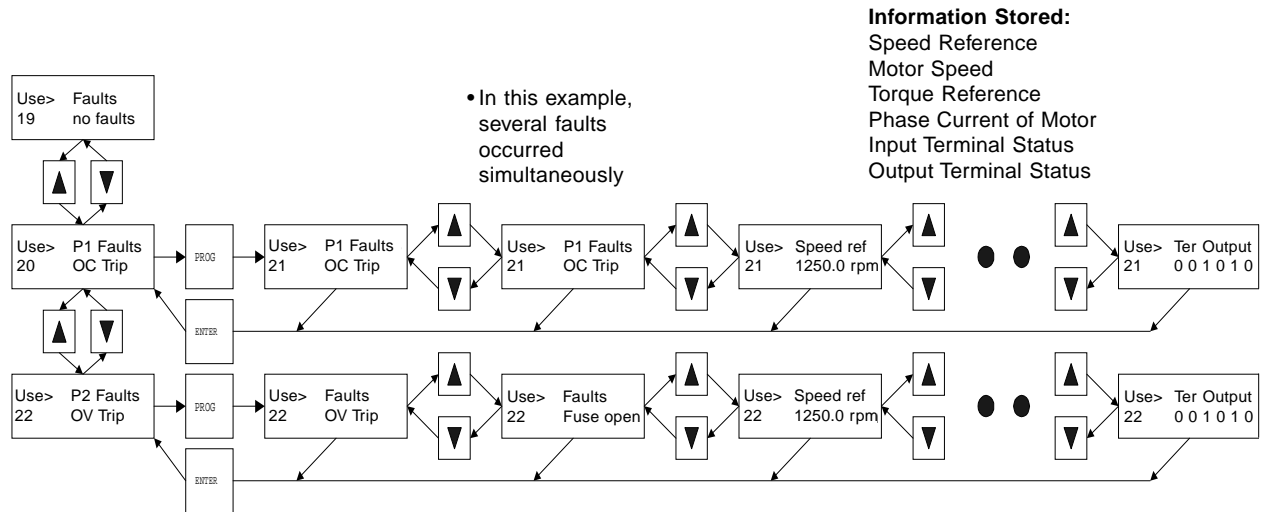 Information Stored:
Speed Reference
Motor Speed
Torque Reference
Phase Current of Motor
Input Terminal Status
Output Terminal Status
• In this example,
several faults
occurred
simultaneously
Use> Faults
19 no faults
Use> P1 Faults
20 OC Trip
PROG
Use> P1 Faults
21 OC Trip
Use> P1 Faults
21 OC Trip
Use> Speed ref
21 1250.0 rpm
Use> Ter Output
21 0 0 1 0 1 0
ENTER
Use> P2 Faults
22 OV Trip
PROG
Use> Faults
22 OV Trip
Use> Faults
22 Fuse open
Use> Speed ref
22 1250.0 rpm
Use> Ter Output
22 0 0 1 0 1 0
ENTER